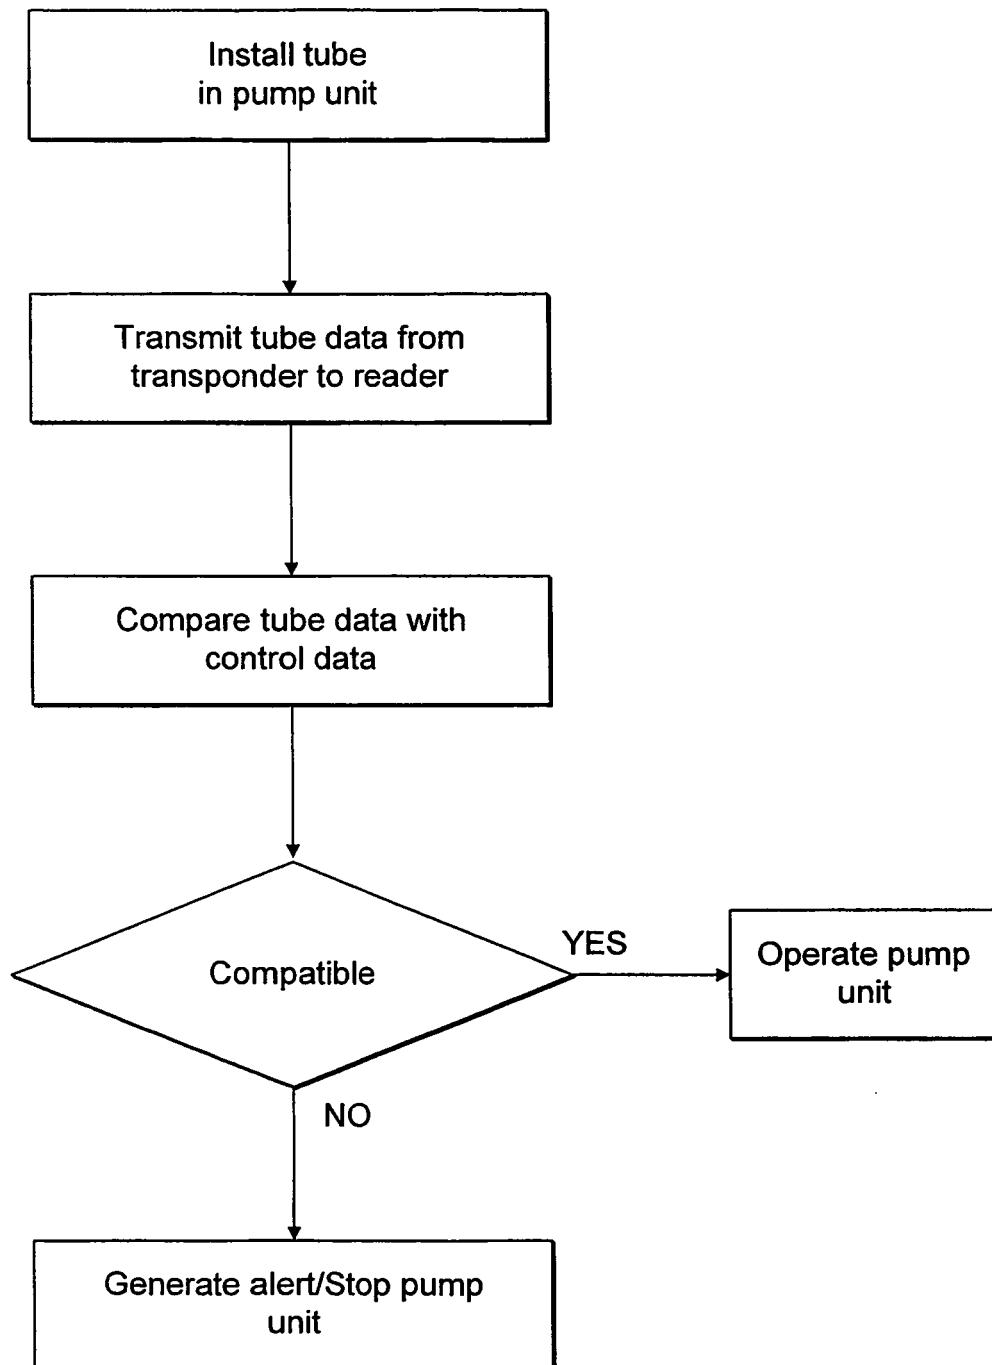 Install tube
in pump unit
Transmit tube data from
transponder to reader
Compare tube data with
control data
Compatible
YES
Operate pump
unit
NO
Generate alert/Stop pump
unit